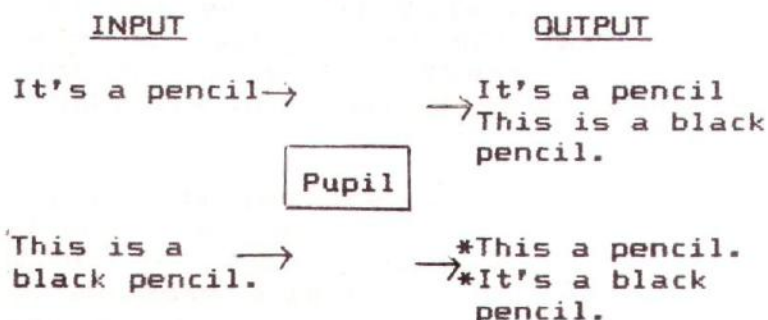 INPUT
OUTPUT
It's a pencil
It's a pencil
This is a black
pencil.
Pupil
This is a
black pencil.
*This a pencil.
*It's a black
pencil.